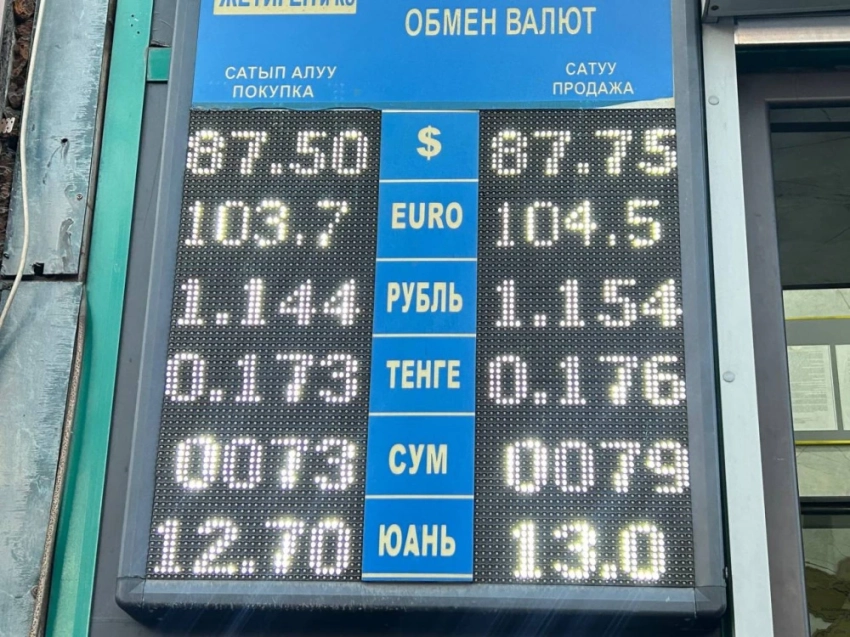 ОБМЕН ВАЛЮТ
САТЫП АЛУУ САТУУ
ПОКУПКА ПРОДАЖА
87.50 $ 87.75
103.7 EURO 104.5
1.144 РУБЛЬ 1.154
0.173 ТЕНГЕ 0.176
0073 СУМ 0079
12.70 ЮАНЬ 13.0